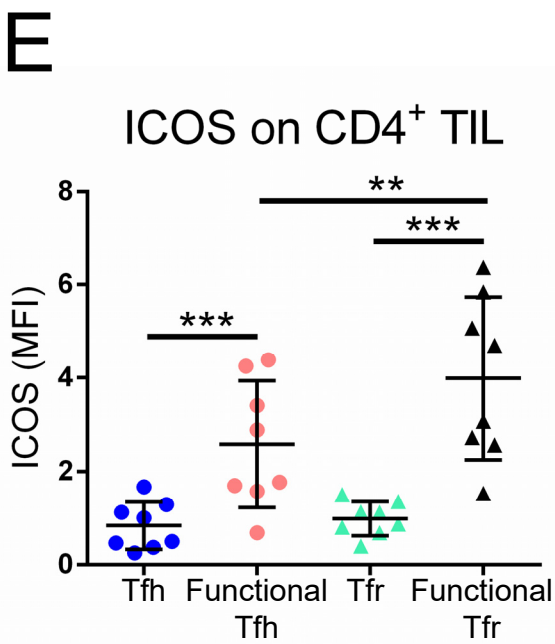 E
ICOS on CD4⁺ TIL
ICOS (MFI)
8
6
4
2
0
**
***
***
Tfh
Functional Tfh
Tfr
Functional Tfr